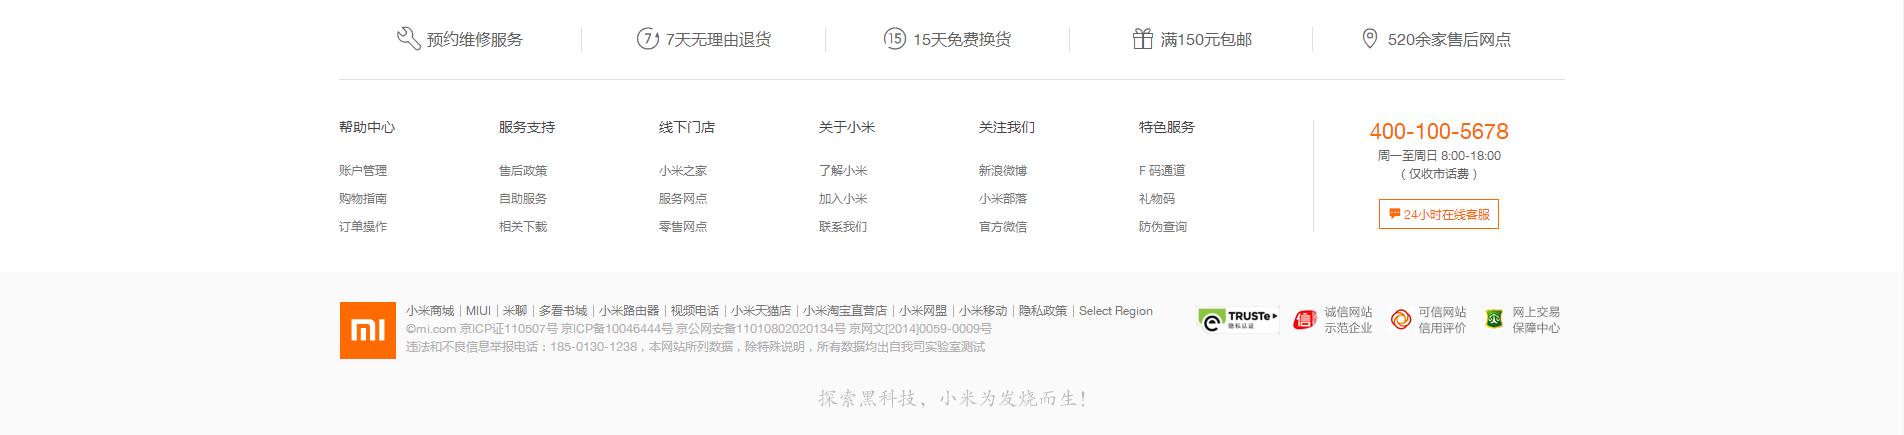 预约维修服务
7 7天无理由退货
15 15天免费换货
满150元包邮
520余家售后网点
帮助中心
账户管理
购物指南
订单操作
服务支持
售后政策
自助服务
相关下载
线下门店
小米之家
服务网点
零售网点
关于小米
了解小米
加入小米
联系我们
关注我们
新浪微博
小米部落
官方微信
特色服务
F 码通道
礼物码
防伪查询
400-100-5678
周一至周日 8:00-18:00
（仅收市话费）
24小时在线客服
mi
小米商城|MIUI|米聊|多看书城|小米路由器|视频电话|小米天猫店|小米淘宝直营店|小米网盟|小米移动|隐私政策|Select Region
©mi.com 京ICP证110507号 京ICP备10046444号 京公网安备11010802020134号 京网文[2014]0059-0009号
违法和不良信息举报电话：185-0130-1238，本网站所列数据，除特殊说明，所有数据均出自我司实验室测试
TRUSTe
隐私认证
信
诚信网站
示范企业
可信网站
信用评价
网上交易
保障中心
探索黑科技，小米为发烧而生！